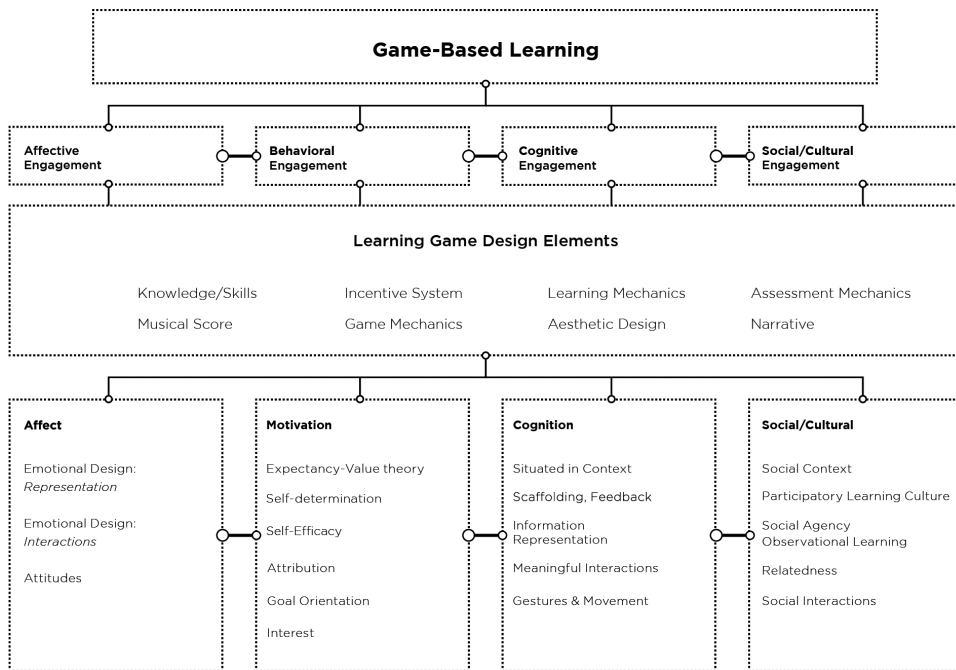 Game-Based Learning
Affective
Engagement
Behavioral
Engagement
Cognitive
Engagement
Social/Cultural
Engagement
Learning Game Design Elements
Knowledge/Skills
Incentive System
Learning Mechanics
Assessment Mechanics
Musical Score
Game Mechanics
Aesthetic Design
Narrative
Affect
Emotional Design:
Representation
Emotional Design:
Interactions
Attitudes
Motivation
Expectancy-Value theory
Self-determination
Self-Efficacy
Attribution
Goal Orientation
Interest
Cognition
Situated in Context
Scaffolding, Feedback
Information
Representation
Meaningful Interactions
Gestures & Movement
Social/Cultural
Social Context
Participatory Learning Culture
Social Agency
Observational Learning
Relatedness
Social Interactions